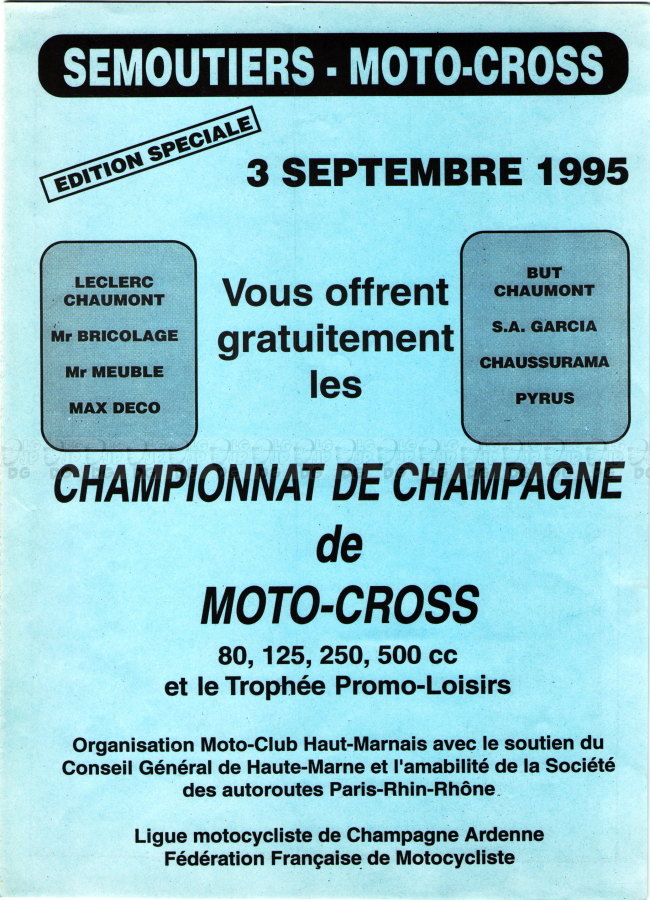 SEMOUTIERS - MOTO-CROSS
EDITION SPECIALE
3 SEPTEMBRE 1995
LECLERC
CHAUMONT
Mr BRICOLAGE
Mr MEUBLE
MAX DECO
Vous offrent
gratuitement
les
BUT
CHAUMONT
S.A. GARCIA
CHAUSSURAMA
PYRUS
CHAMPIONNAT DE CHAMPAGNE
de
MOTO-CROSS
80, 125, 250, 500 cc
et le Trophée Promo-Loisirs
Organisation Moto-Club Haut-Marnais avec le soutien du
Conseil Général de Haute-Marne et l'amabilité de la Société
des autoroutes Paris-Rhin-Rhône
Ligue motocycliste de Champagne Ardenne
Fédération Française de Motocycliste